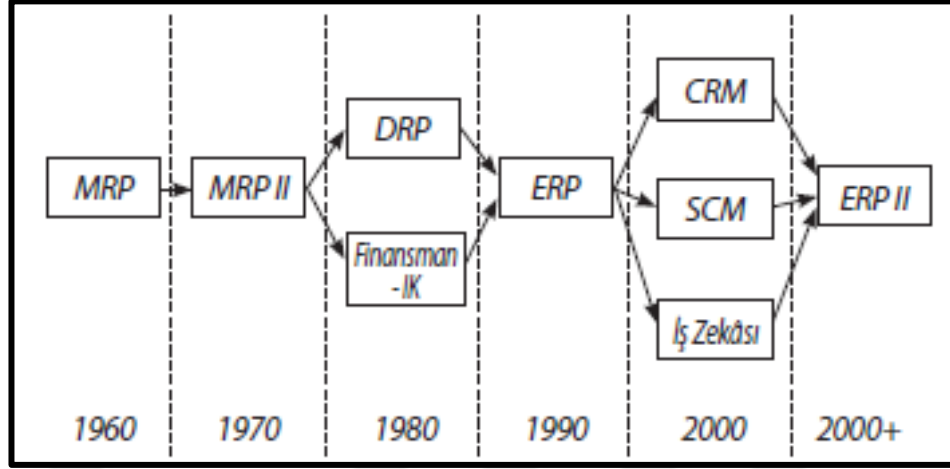 MRP
MRP II
DRP
Finansman
- IK
ERP
CRM
SCM
İş Zekâsı
ERP II
1960
1970
1980
1990
2000
2000+